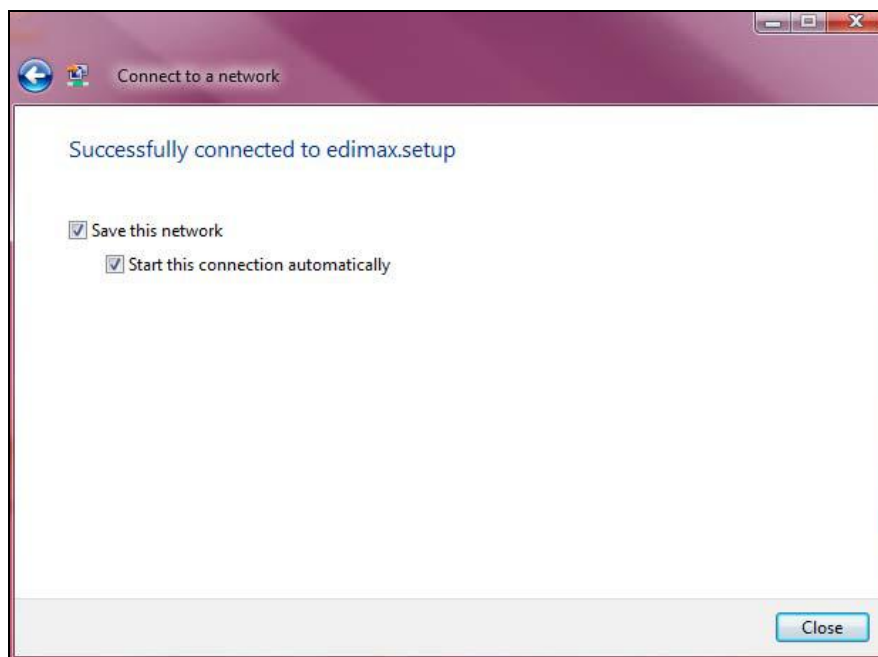 Connect to a network
Successfully connected to edimax.setup
Save this network
Start this connection automatically
Close